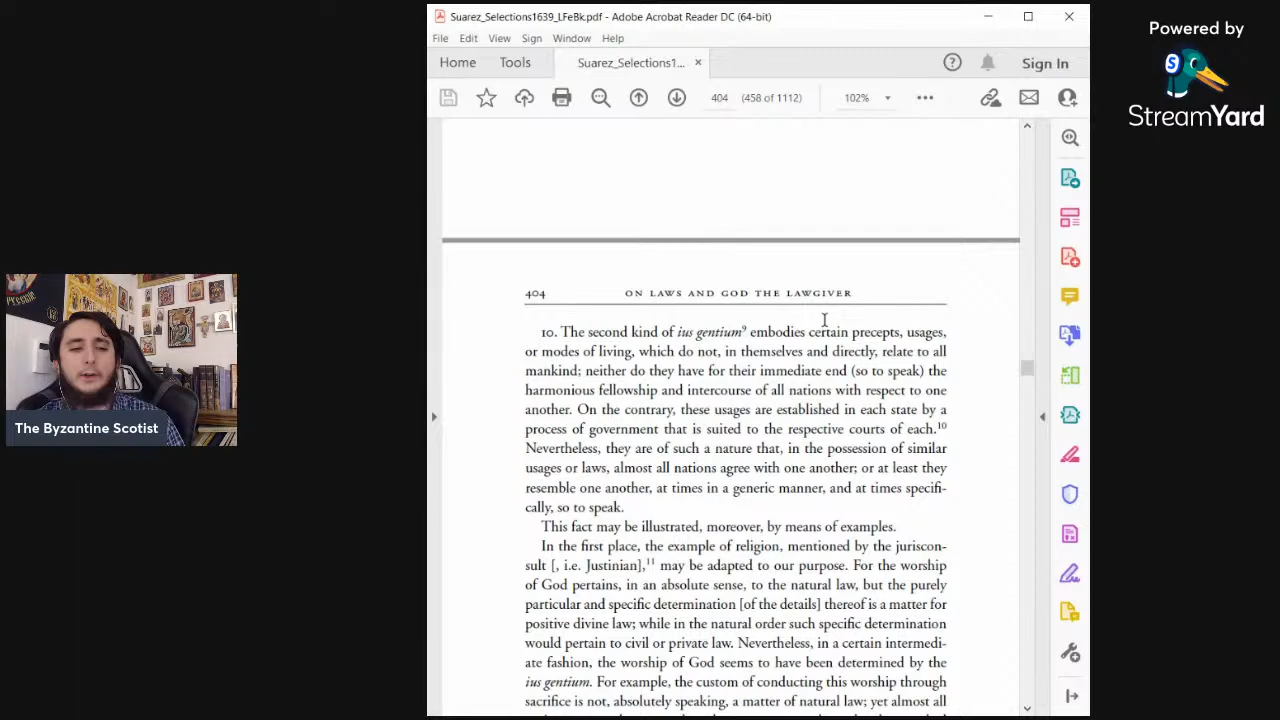 Suarez_Selections1639_LFeBk.pdf - Adobe Acrobat Reader DC (64-bit)
File Edit View Sign Window Help
Home Tools Suarez_Selections1... × Sign In
404 (458 of 1112) 102%
404 ON LAWS AND GOD THE LAWGIVER
10. The second kind of ius gentium9 embodies certain precepts, usages,
or modes of living, which do not, in themselves and directly, relate to all
mankind; neither do they have for their immediate end (so to speak) the
harmonious fellowship and intercourse of all nations with respect to one
another. On the contrary, these usages are established in each state by a
process of government that is suited to the respective courts of each.10
Nevertheless, they are of such a nature that, in the possession of similar
usages or laws, almost all nations agree with one another; or at least they
resemble one another, at times in a generic manner, and at times specifi-
cally, so to speak.
This fact may be illustrated, moreover, by means of examples.
In the first place, the example of religion, mentioned by the juriscon-
sult [, i.e. Justinian],11 may be adapted to our purpose. For the worship
of God pertains, in an absolute sense, to the natural law, but the purely
particular and specific determination [of the details] thereof is a matter for
positive divine law; while in the natural order such specific determination
would pertain to civil or private law. Nevertheless, in a certain intermedi-
ate fashion, the worship of God seems to have been determined by the
ius gentium. For example, the custom of conducting this worship through
sacrifice is not, absolutely speaking, a matter of natural law; yet almost all
The Byzantine Scotist
Powered by
S
StreamYard